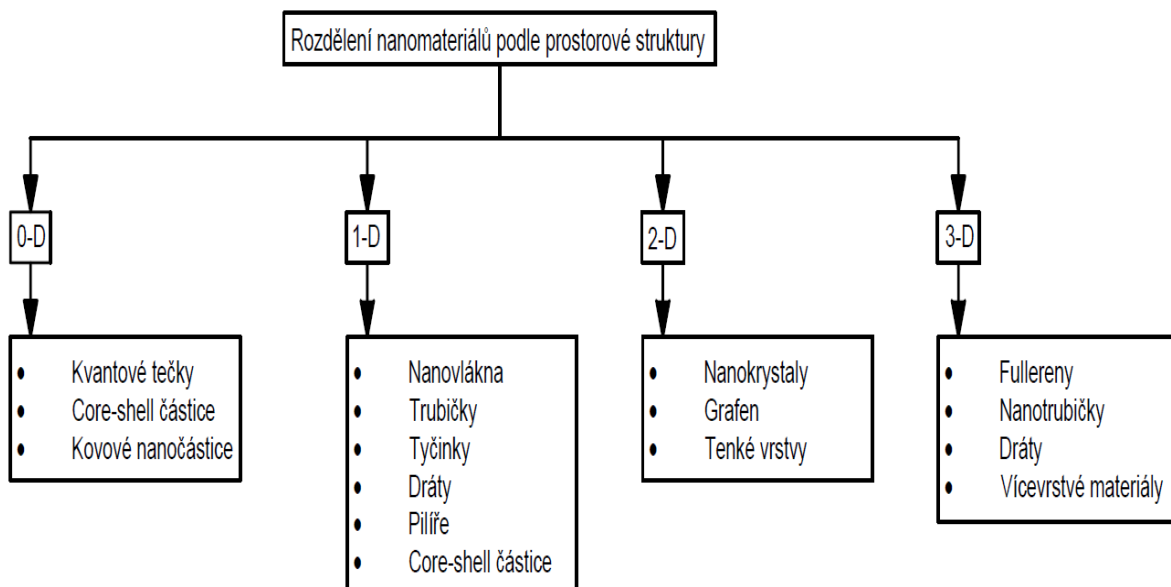 Rozdělení nanomateriálů podle prostorové struktury
0-D
1-D
2-D
3-D
• Kvantové tečky
• Core-shell částice
• Kovové nanočástice
• Nanovlákna
• Trubičky
• Tyčinky
• Dráty
• Pilíře
• Core-shell částice
• Nanokrystaly
• Grafen
• Tenké vrstvy
• Fullereny
• Nanotrubičky
• Dráty
• Vícevrstvé materiály